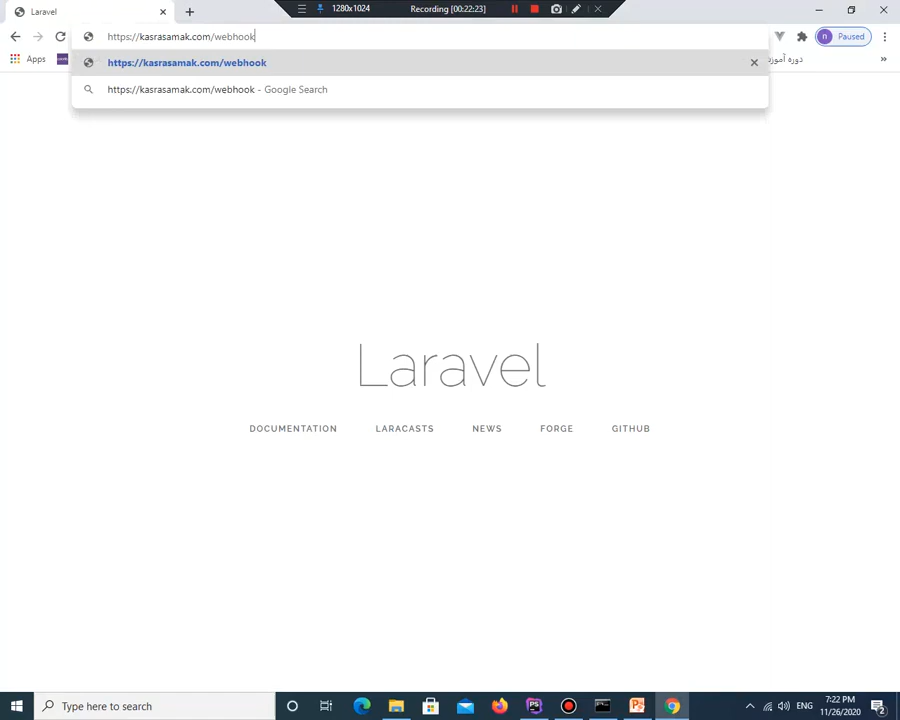 1280x1024
Recording [00:22:23]
Laravel
https://kasrasamak.com/webhook
n Paused
Apps
دوره آموزد
»
https://kasrasamak.com/webhook
https://kasrasamak.com/webhook - Google Search
Laravel
DOCUMENTATION LARACASTS NEWS FORGE GITHUB
Type here to search
ENG
7:22 PM
11/26/2020
2